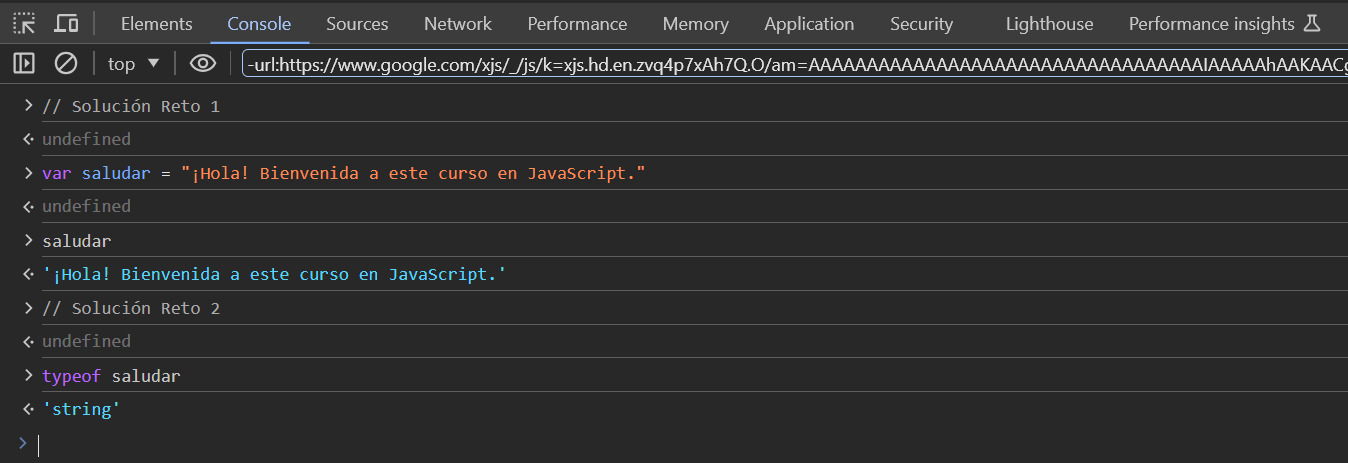 Elements Console Sources Network Performance Memory Application Security Lighthouse Performance insights
top -url:https://www.google.com/xjs/_/js/k=xjs.hd.en.zvq4p7xAh7Q.O/am=
> // Solución Reto 1
undefined
> var saludar = "¡Hola! Bienvenida a este curso en JavaScript."
undefined
> saludar
'¡Hola! Bienvenida a este curso en JavaScript.'
> // Solución Reto 2
undefined
> typeof saludar
'string'
>